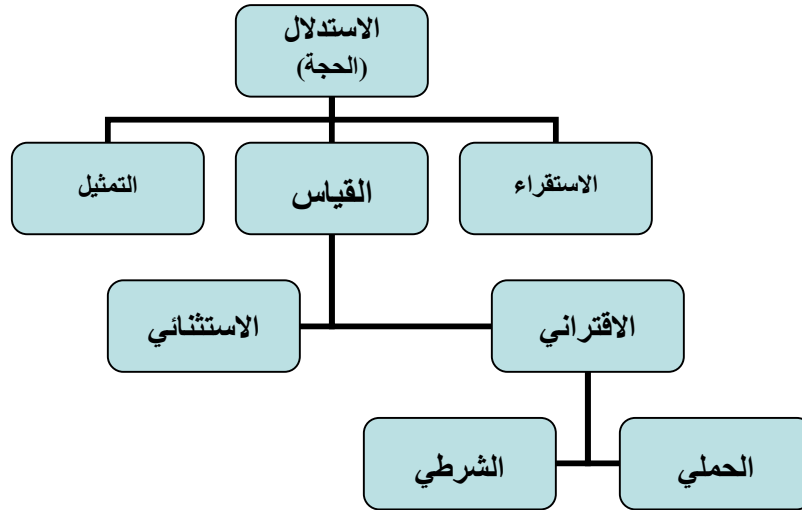 الاستدلال
(الحجة)
الاستقراء
القياس
التمثيل
الاقتراني
الاستثنائي
الحملي
الشرطي